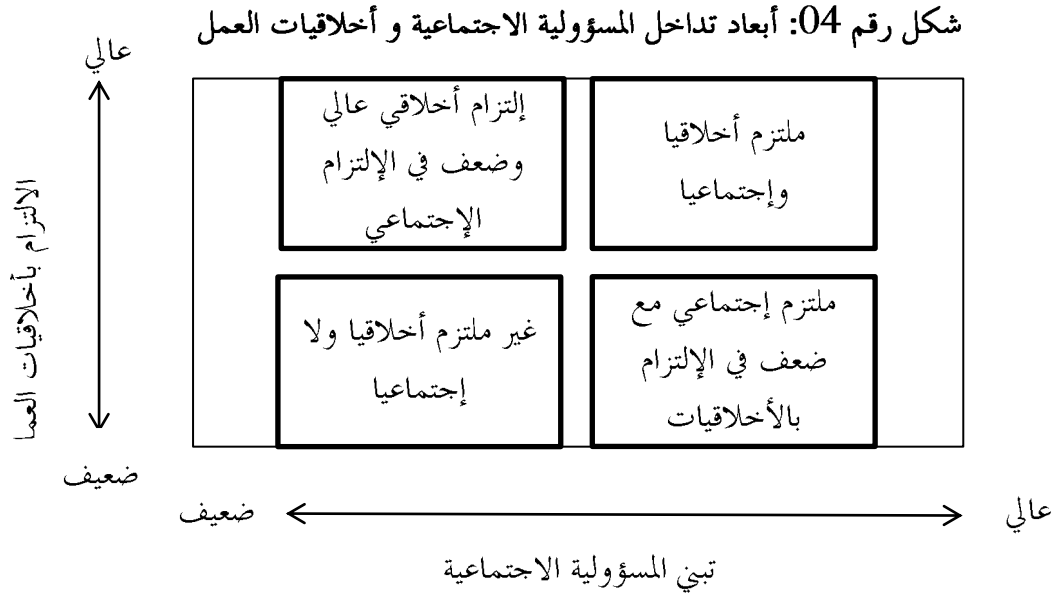 شكل رقم 04: أبعاد تداخل المسؤولية الاجتماعية و أخلاقيات العمل
عالي
ملتزم أخلاقيا
وإجتماعيا
إلتزام أخلاقي عالي
وضعف في الإلتزام
الإجتماعي
ملتزم إجتماعي مع
ضعف في الإلتزام
بالأخلاقيات
غير ملتزم أخلاقيا ولا
إجتماعيا
الالتزام بأخلاقيات العما
ضعيف
عالي
ضعيف
تبني المسؤولية الاجتماعية